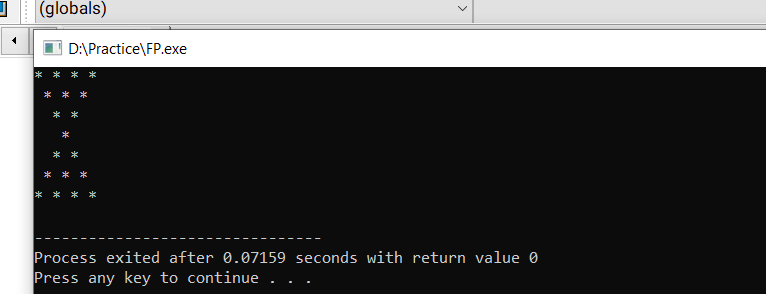 (globals)
D:\Practice\FP.exe
* * * *
 * * *
  * *
   *
  * *
 * * *
* * * *
--------------------------------
Process exited after 0.07159 seconds with return value 0
Press any key to continue . . .